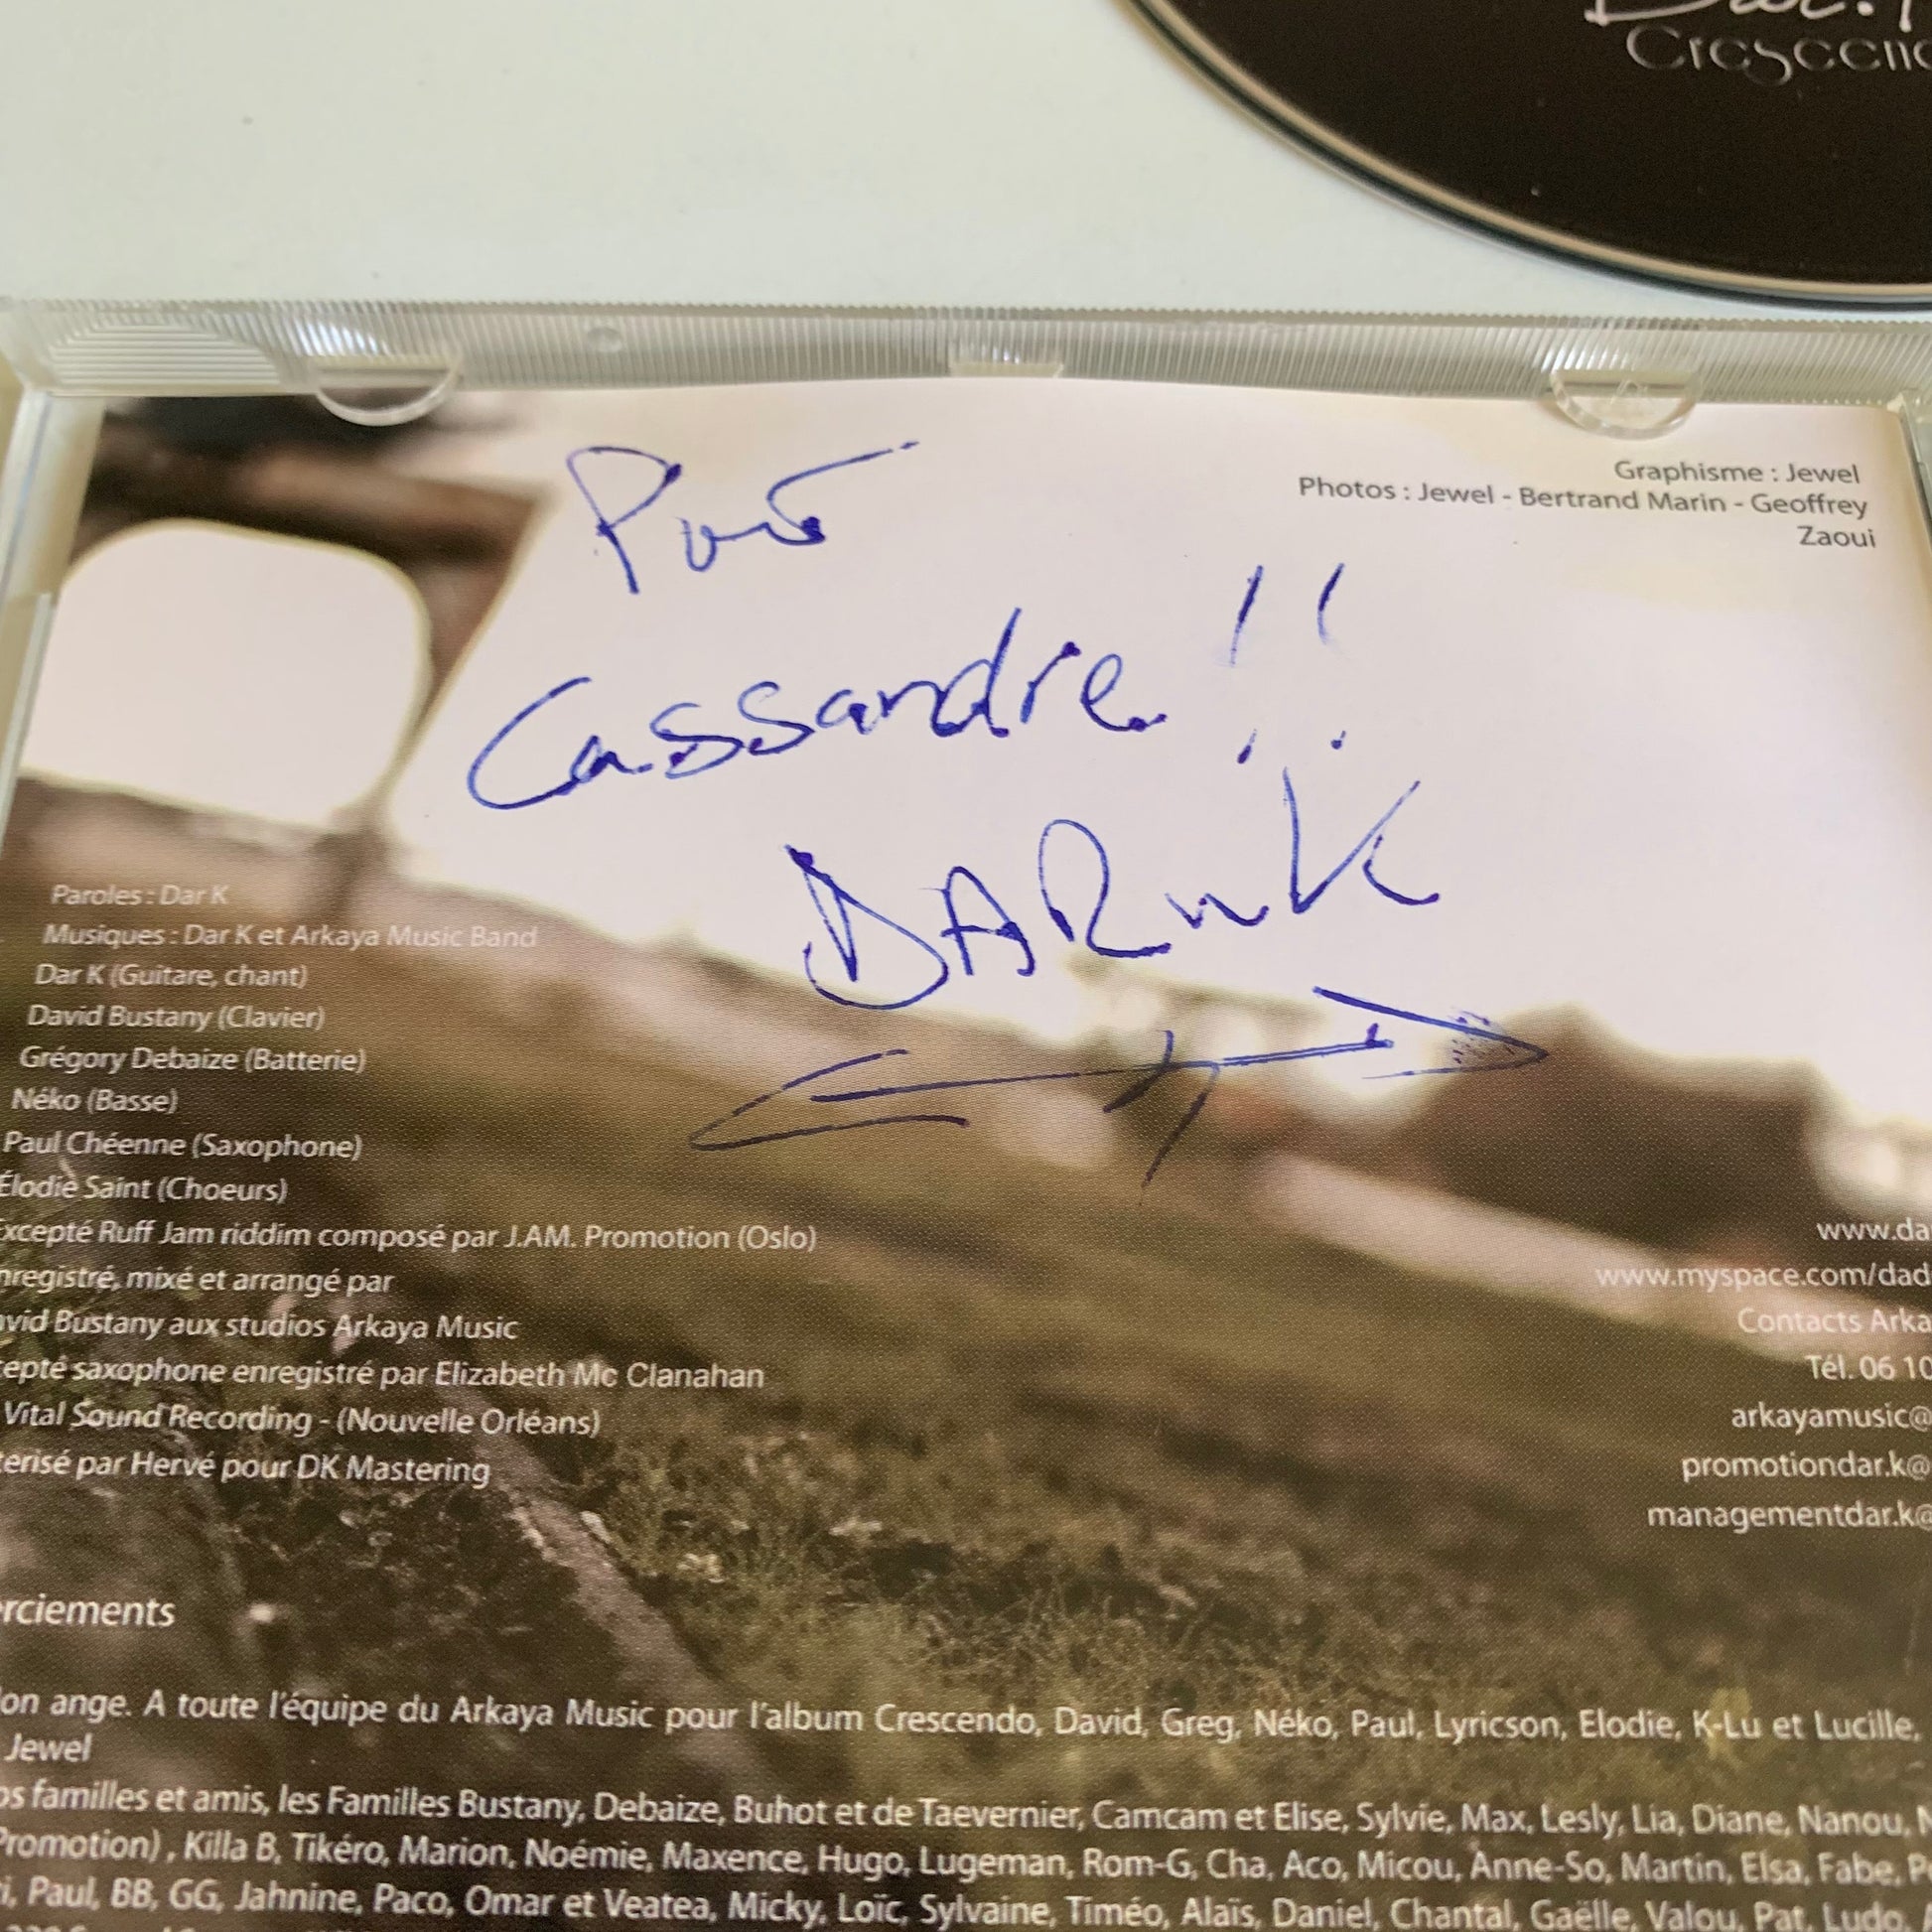 Dar.K
Crescen
Graphisme : Jewel
Photos : Jewel - Bertrand Marin - Geoffrey
Zaoui
Pour
Cassandre !!
DAR K
Paroles : Dar K
Musiques : Dar K et Arkaya Music Band
Dar K (Guitare, chant)
David Bustany (Clavier)
Grégory Debaize (Batterie)
Néko (Basse)
Paul Chéenne (Saxophone)
Élodie Saint (Choeurs)
Excepté Ruff Jam riddim composé par J.AM. Promotion (Oslo)
nregistré, mixé et arrangé par
avid Bustany aux studios Arkaya Music
cepté saxophone enregistré par Elizabeth Mc Clanahan
Vital Sound Recording - (Nouvelle Orléans)
terisé par Hervé pour DK Mastering
www.da
www.myspace.com/dad
Contacts Arka
Tél. 06 10
arkayamusic@
promotiondar.k@
managementdar.k@
rciements
on ange. A toute l'équipe du Arkaya Music pour l'album Crescendo, David, Greg, Néko, Paul, Lyricson, Elodie, K-Lu et Lucille,
Jewel
os familles et amis, les Familles Bustany, Debaize, Buhot et de Taevernier, Camcam et Elise, Sylvie, Max, Lesly, Lia, Diane, Nanou,
Promotion) , Killa B, Tikéro, Marion, Noémie, Maxence, Hugo, Lugeman, Rom-G, Cha, Aco, Micou, Anne-So, Martin, Elsa, Fabe,
i, Paul, BB, GG, Jahnine, Paco, Omar et Veatea, Micky, Loïc, Sylvaine, Timéo, Alaïs, Daniel, Chantal, Gaëlle, Valou, Pat, Ludo,